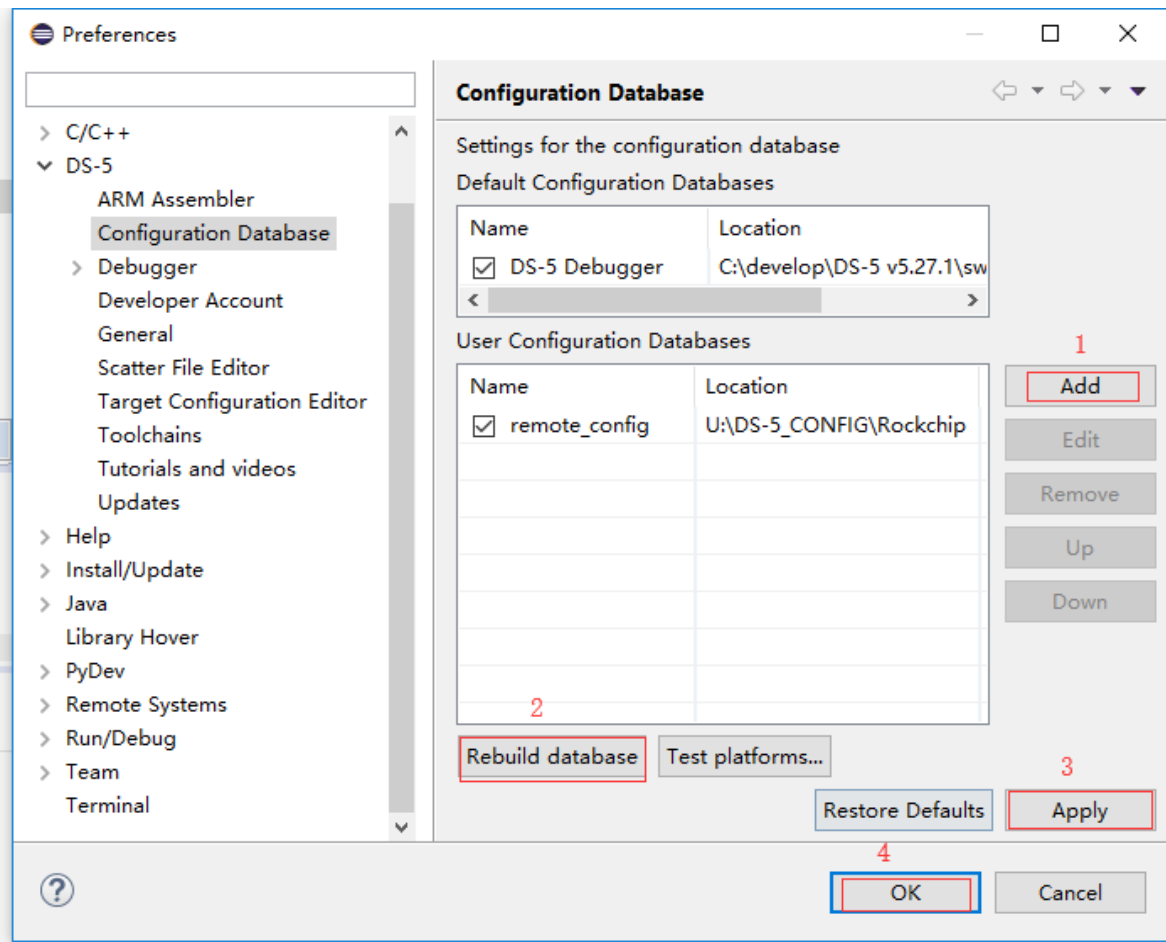 Preferences
C/C++
DS-5
ARM Assembler
Configuration Database
Debugger
Developer Account
General
Scatter File Editor
Target Configuration Editor
Toolchains
Tutorials and videos
Updates
Help
Install/Update
Java
Library Hover
PyDev
Remote Systems
Run/Debug
Team
Terminal
Configuration Database
Settings for the configuration database
Default Configuration Databases
Name Location
DS-5 Debugger C:\develop\DS-5 v5.27.1\sw
User Configuration Databases
1
Name Location
remote_config U:\DS-5_CONFIG\Rockchip
Add
Edit
Remove
Up
Down
2
Rebuild database Test platforms...
3
Restore Defaults Apply
4
OK Cancel